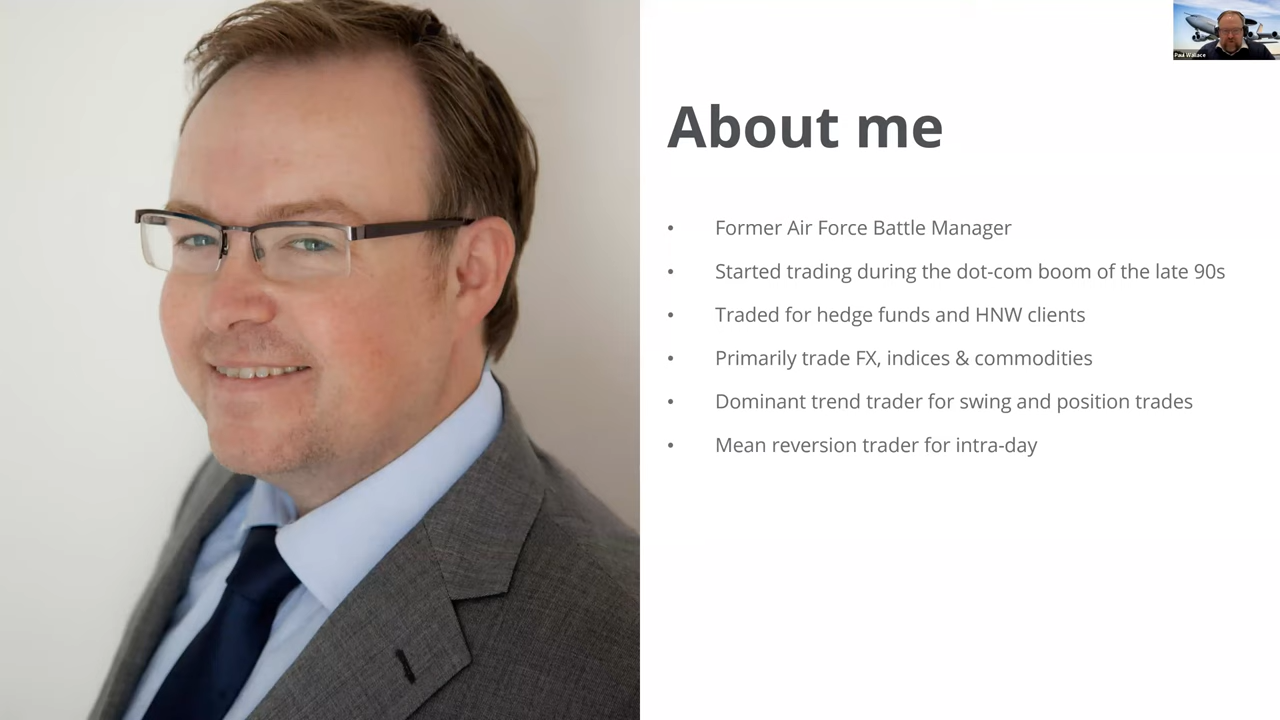 Paul Wallace
About me
• Former Air Force Battle Manager
• Started trading during the dot-com boom of the late 90s
• Traded for hedge funds and HNW clients
• Primarily trade FX, indices & commodities
• Dominant trend trader for swing and position trades
• Mean reversion trader for intra-day